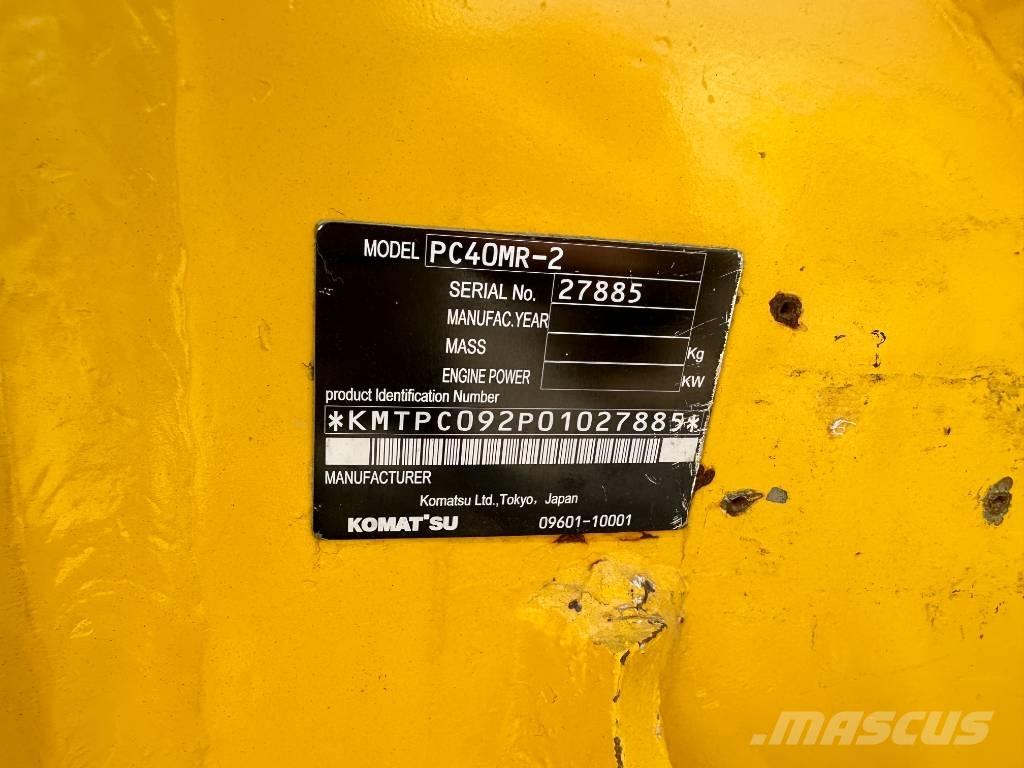 MODEL PC40MR-2
SERIAL No. 27885
MANUFAC.YEAR
MASS Kg
ENGINE POWER KW
product Identification Number
*KMTPC092P01027885*
MANUFACTURER
Komatsu Ltd.,Tokyo, Japan
KOMATSU 09601-10001
MASCUS